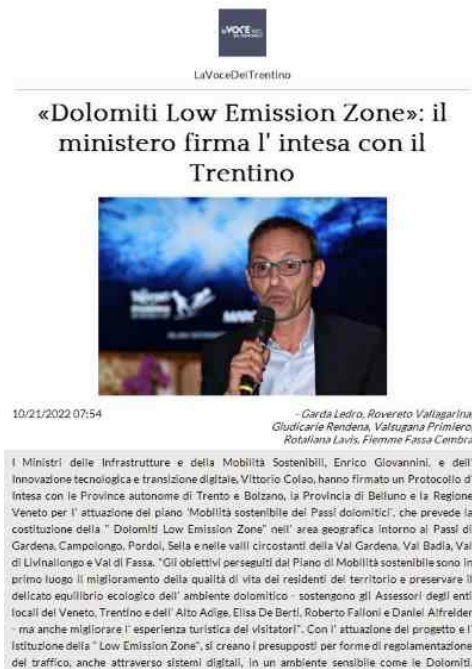 VOCE
LaVoceDelTrentino
«Dolomiti Low Emission Zone»: il
ministero firma l' intesa con il
Trentino
10/21/2022 07:54
- Garda Ledro, Rovereto Vallagarina,
Giudicarie Rendena, Valsugana Primiero,
Rotaliana Lavis, Fiemme Fassa Cembra
I Ministri delle Infrastrutture e della Mobilità Sostenibili, Enrico Giovannini, e dell'
Innovazione tecnologica e transizione digitale, Vittorio Colao, hanno firmato un Protocollo d'
Intesa con le Province autonome di Trento e Bolzano, la Provincia di Belluno e la Regione
Veneto per l' attuazione del piano 'Mobilità sostenibile dei Passi dolomitici', che prevede la
costituzione della " Dolomiti Low Emission Zone" nell' area geografica intorno ai Passi di
Gardena, Campolongo, Pordoi, Sella e nelle valli circostanti della Val Gardena, Val Badia, Val
di Livinallongo e Val di Fassa. "Gli obiettivi perseguiti dal Piano di Mobilità sostenibile sono in
primo luogo il miglioramento della qualità di vita dei residenti del territorio e preservare il
delicato equilibrio ecologico dell' ambiente dolomitico - sostengono gli Assessori degli enti
locali del Veneto, Trentino e dell' Alto Adige, Elisa De Berti, Roberto Failoni e Daniel Alfreider
- ma anche migliorare l' esperienza turistica dei visitatori". Con l' attuazione del progetto e l'
istituzione della " Low Emission Zone", si creano i presupposti per forme di regolamentazione
del traffico, anche attraverso sistemi digitali, in un ambiente sensibile come le Dolomiti